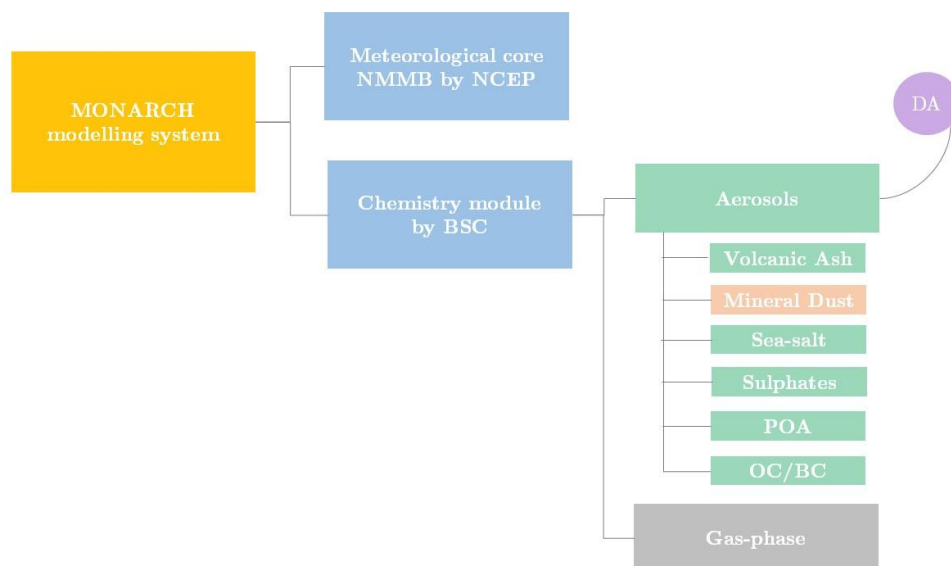 MONARCH
modelling system
Meteorological core
NMMB by NCEP
Chemistry module
by BSC
DA
Aerosols
Volcanic Ash
Mineral Dust
Sea-salt
Sulphates
POA
OC/BC
Gas-phase